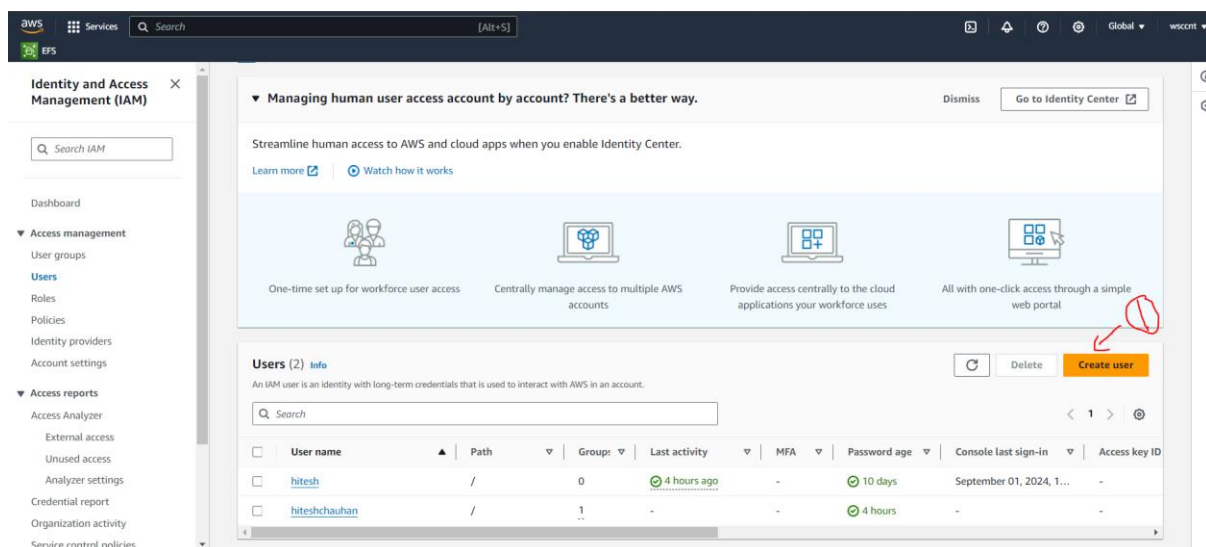 aws Services Search [Alt+S] Global wsccnt
EFS
Identity and Access Management (IAM)
Search IAM
Dashboard
Access management
User groups
Users
Roles
Policies
Identity providers
Account settings
Access reports
Access Analyzer
External access
Unused access
Analyzer settings
Credential report
Organization activity
Service control policies
Managing human user access account by account? There's a better way. Dismiss Go to Identity Center
Streamline human access to AWS and cloud apps when you enable Identity Center.
Learn more Watch how it works
One-time set up for workforce user access
Centrally manage access to multiple AWS
accounts
Provide access centrally to the cloud
applications your workforce uses
All with one-click access through a simple
web portal
1
Users (2) Info Delete Create user
An IAM user is an identity with long-term credentials that is used to interact with AWS in an account.
Search 1
User name Path Group: Last activity MFA Password age Console last sign-in Access key ID
hitesh / 0 4 hours ago - 10 days September 01, 2024, 1... -
hiteshchauhan / 1 - - 4 hours - -